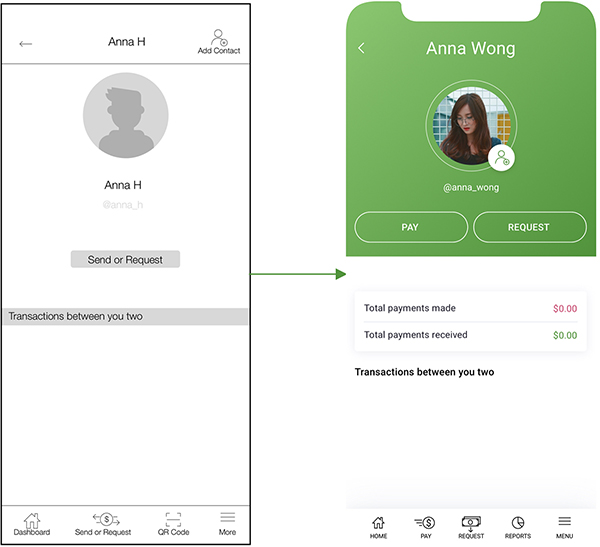 Anna H
Add Contact
Anna H
@anna_h
Send or Request
Transactions between you two
Dashboard
Send or Request
QR Code
More
Anna Wong
@anna_wong
PAY
REQUEST
Total payments made
$0.00
Total payments received
$0.00
Transactions between you two
HOME
PAY
REQUEST
REPORTS
MENU